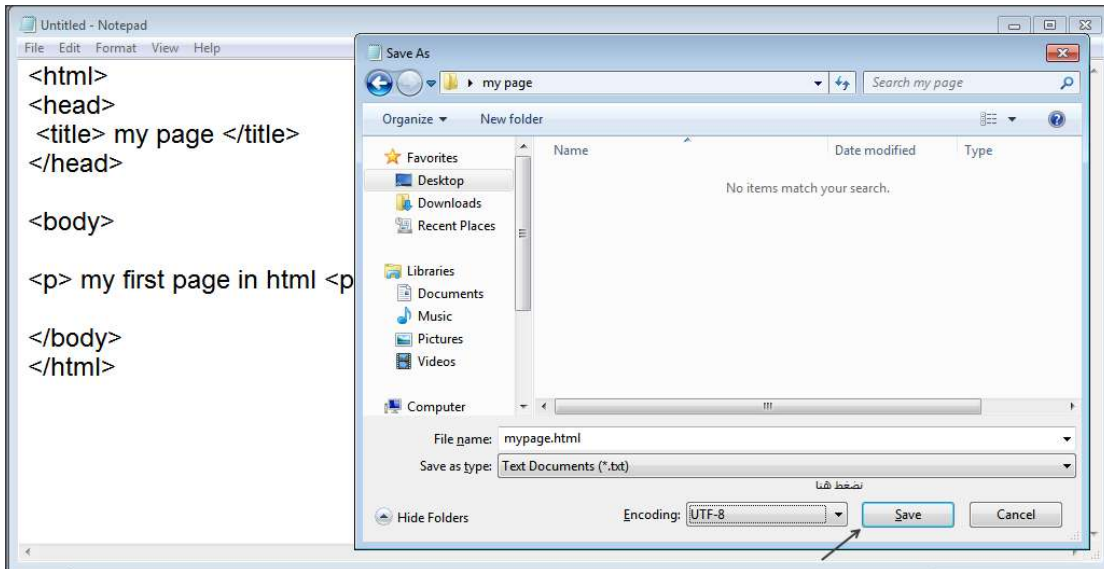 Untitled - Notepad
File Edit Format View Help
<html>
<head>
<title> my page </title>
</head>
<body>
<p> my first page in html <p
</body>
</html>
Save As
my page
Search my page
Organize
New folder
Name
Date modified
Type
No items match your search.
Favorites
Desktop
Downloads
Recent Places
Libraries
Documents
Music
Pictures
Videos
Computer
File name: mypage.html
Save as type: Text Documents (*.txt)
نضغط هنا
Hide Folders
Encoding: UTF-8
Save
Cancel